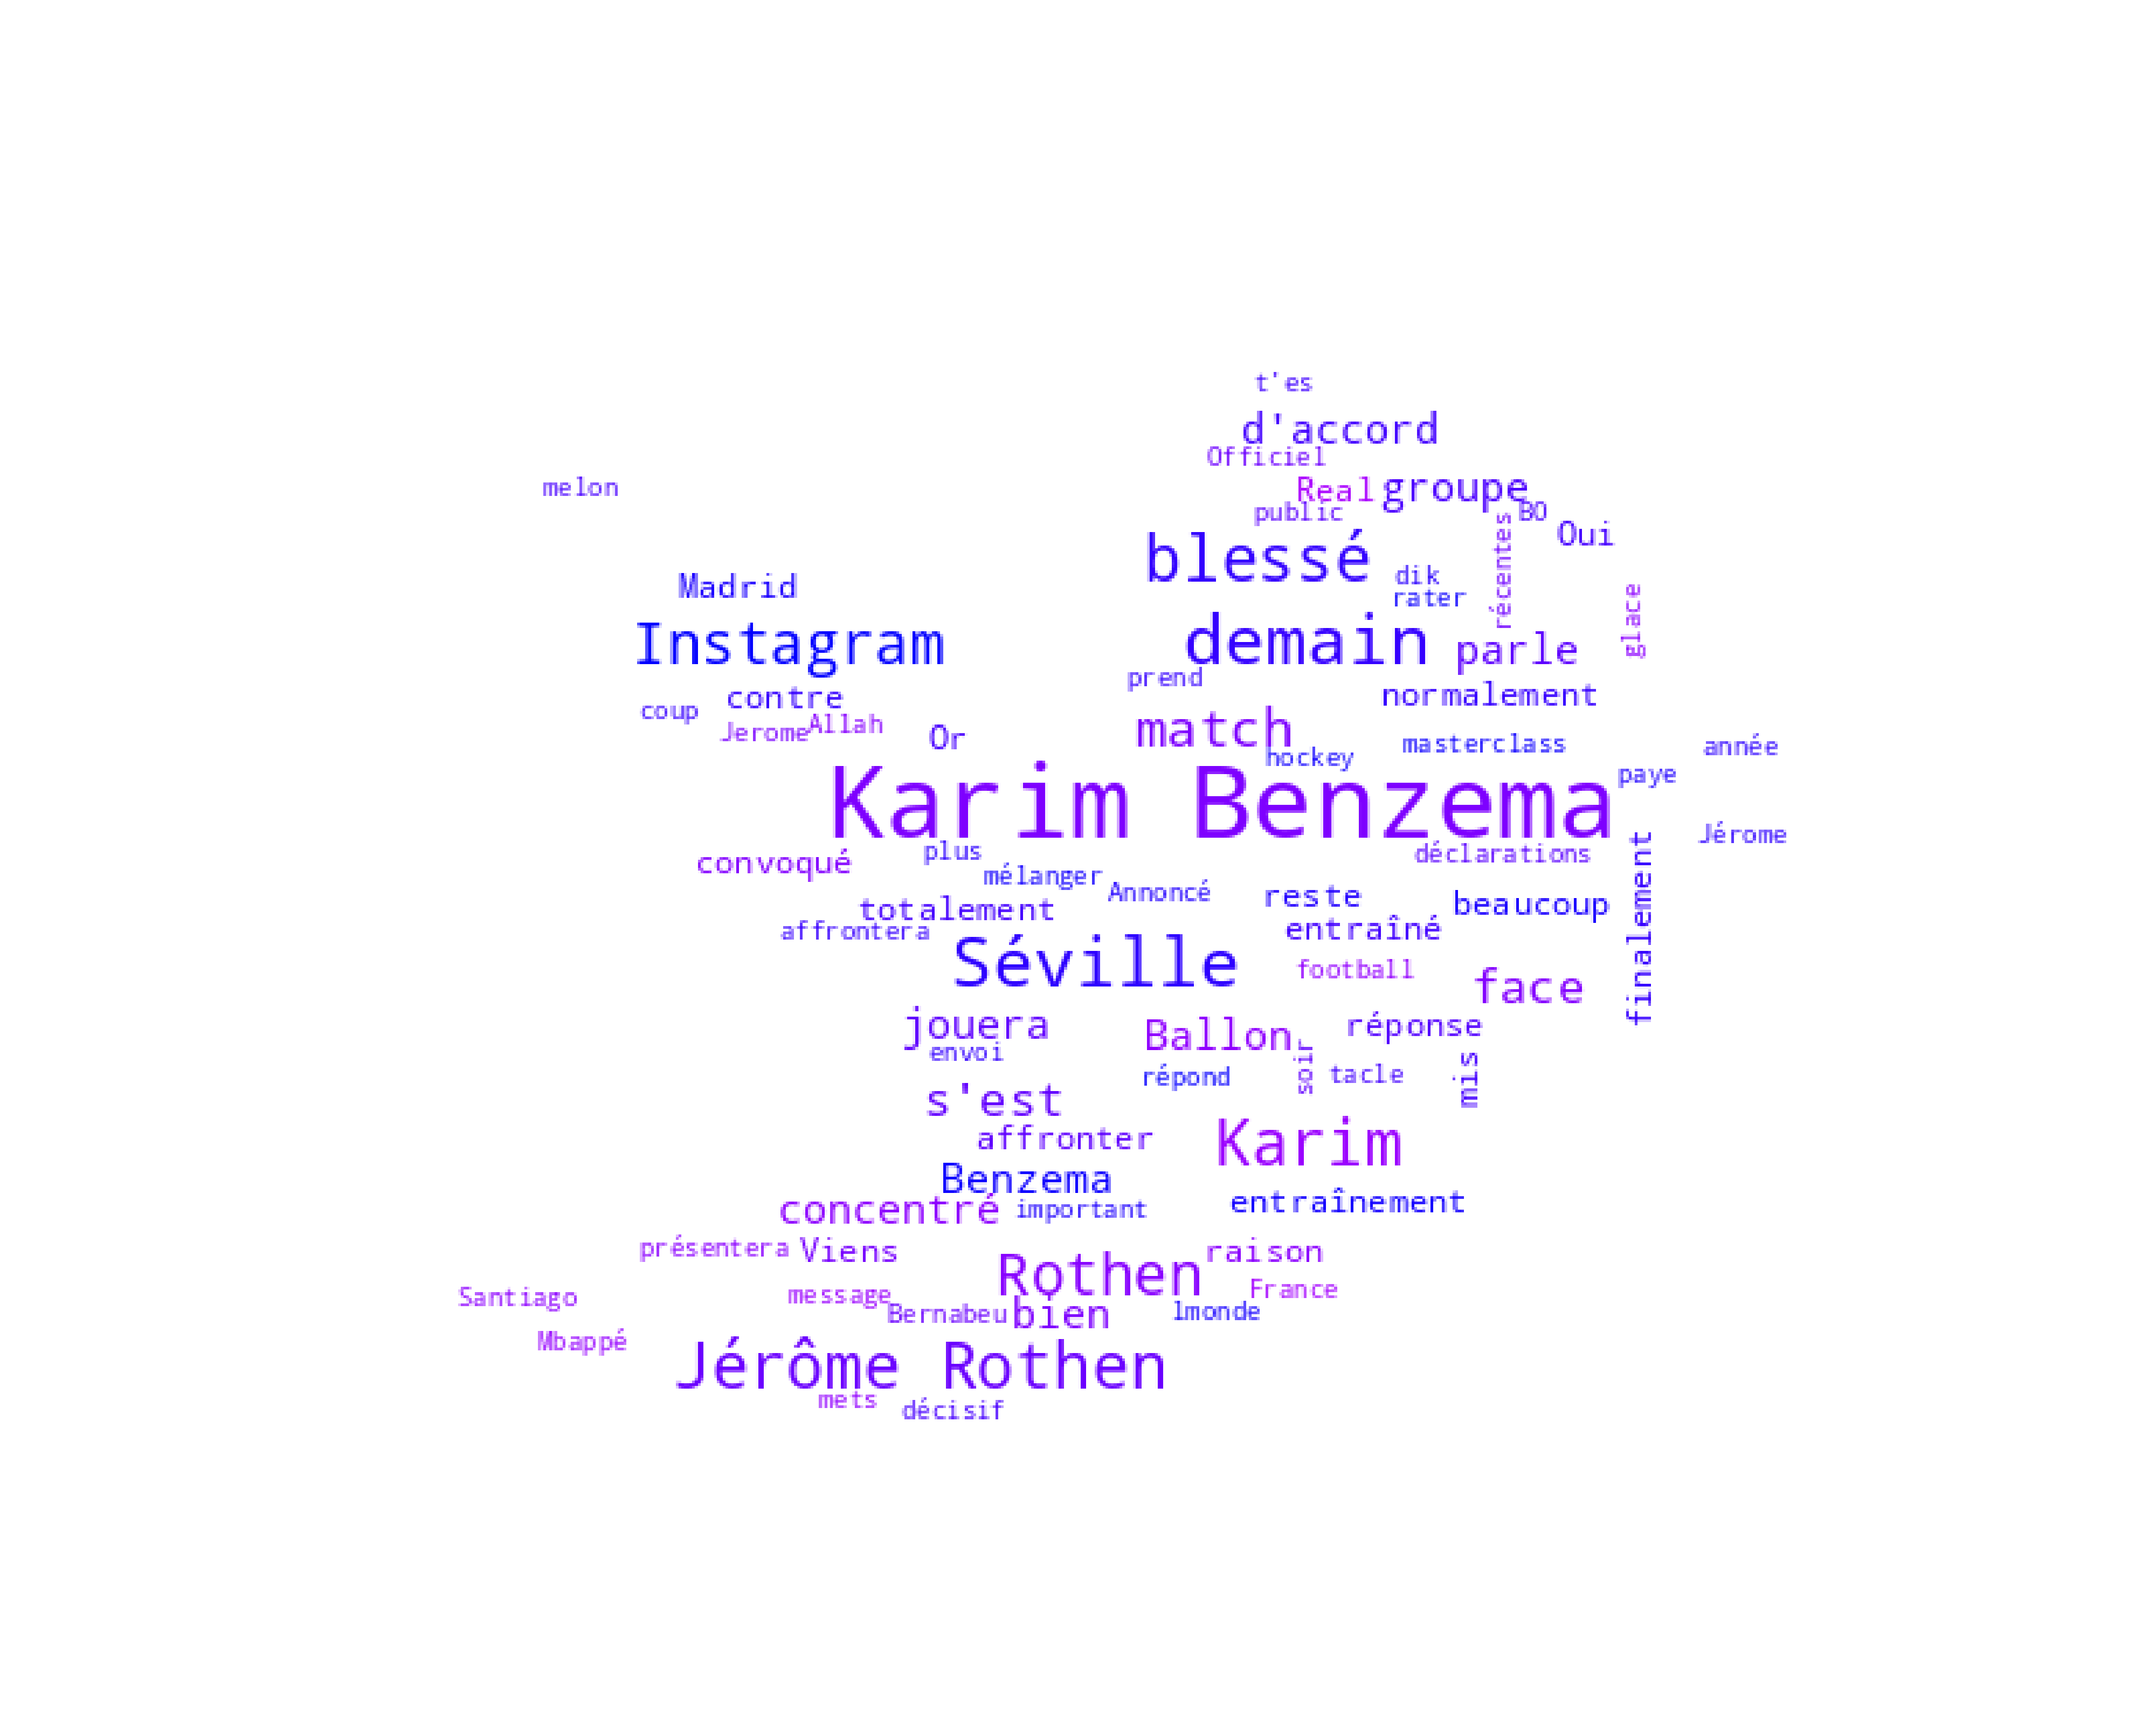 t'es
d'accord
Officiel
melon
Real groupe
public
BO
Oui
récentes
blessé
dik
Madrid
rater
glace
Instagram
demain
parle
prend
contre
normalement
coup
Jerome Allah
Or
match
masterclass
année
hockey
Karim Benzema
paye
Jérome
plus
déclarations
convoqué
mélanger
Annoncé
reste
beaucoup
finalement
totalement
affrontera
entraîné
Séville
football
face
jouera
Ballon
réponse
envoi
soir
répond
tacle
mis
s'est
affronter
Karim
Benzema
concentré
important
entraînement
présentera
Viens
raison
Rothen
Santiago
message
France
Bernabeu
bien
lmonde
Mbappé
Jérôme Rothen
mets
décisif